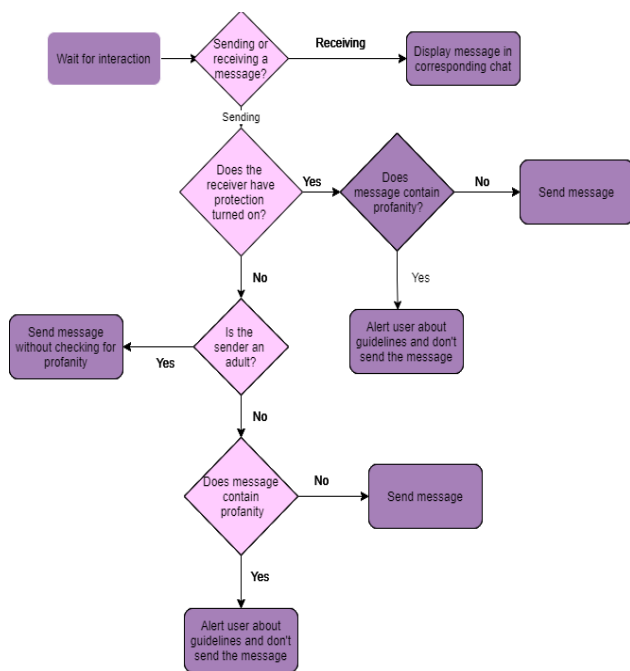 Wait for interaction
Sending or
receiving a
message?
Receiving
Display message in
corresponding chat
Sending
Does the
receiver have
protection
turned on?
Yes
Does
message contain
profanity?
No
Send message
No
Yes
Send message
without checking for
profanity
Yes
Is the
sender an
adult?
Alert user about
guidelines and don't
send the message
No
Does message
contain
profanity
No
Send message
Yes
Alert user about
guidelines and don't
send the message